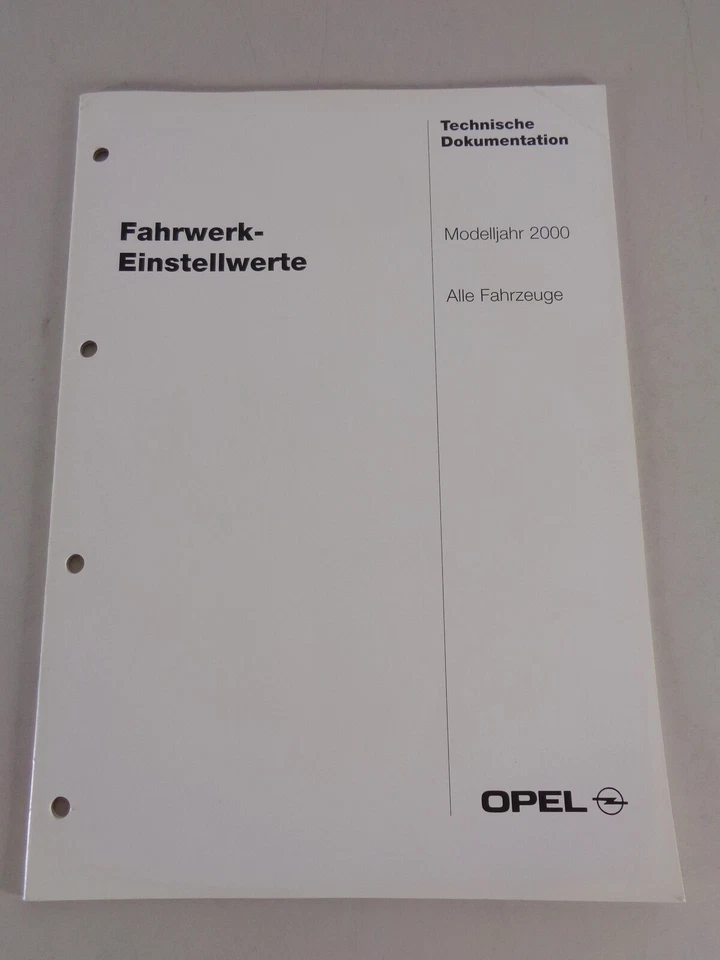 Technische
Dokumentation
Fahrwerk-
Einstellwerte
Modelljahr 2000
Alle Fahrzeuge
OPEL